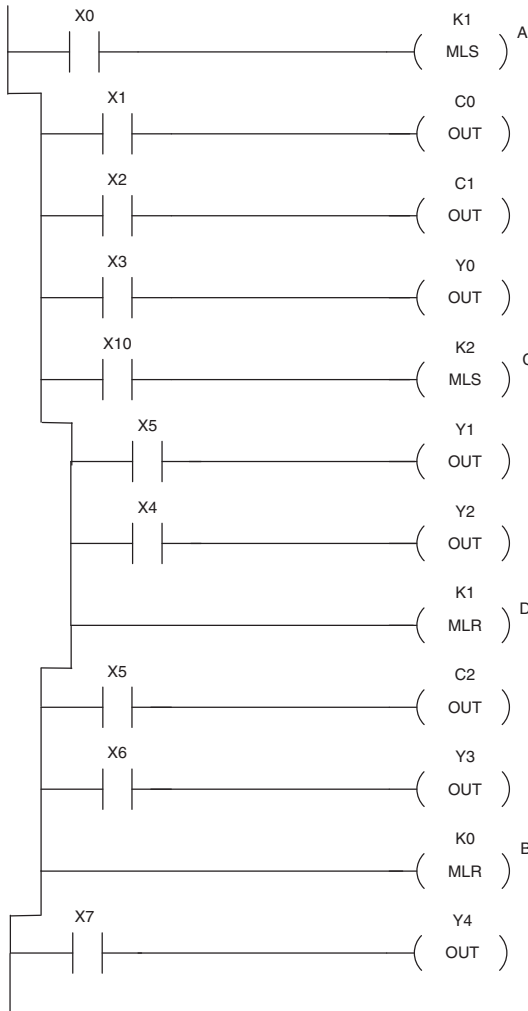 X0 K1
MLS A
X1 C0
OUT
X2 C1
OUT
X3 Y0
OUT
X10 K2
MLS C
X5 Y1
OUT
X4 Y2
OUT
K1
MLR D
X5 C2
OUT
X6 Y3
OUT
K0
MLR B
X7 Y4
OUT